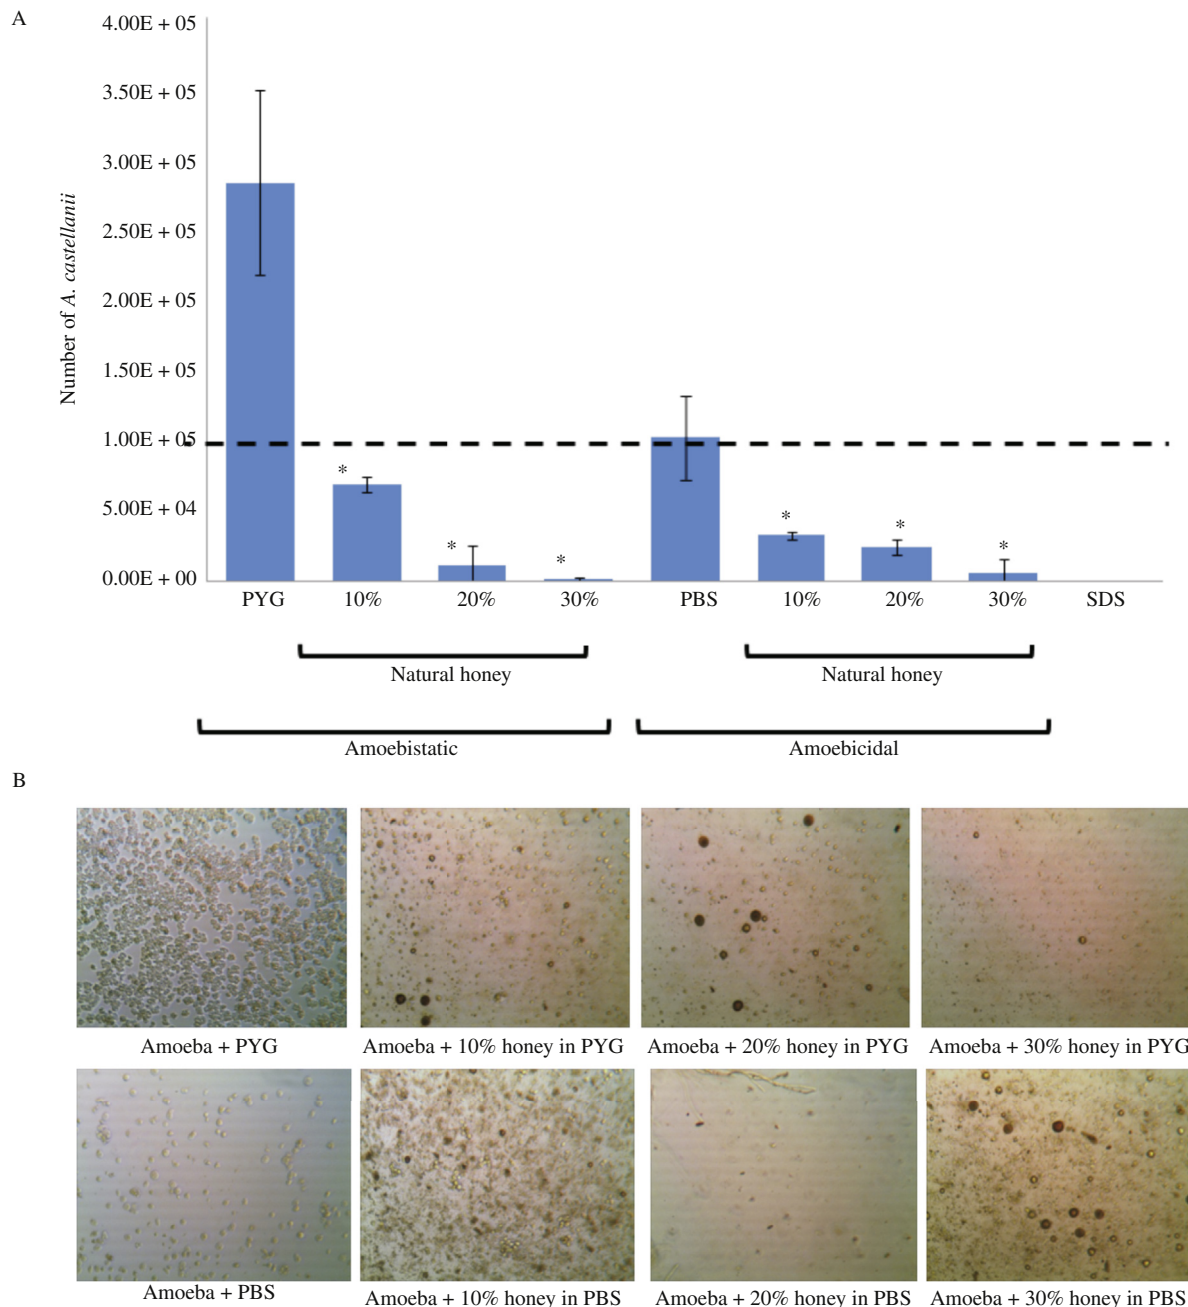 A
4.00E + 05
3.50E + 05
3.00E + 05
2.50E + 05
2.00E + 05
1.50E + 05
1.00E + 05
5.00E + 04
0.00E + 00
Number of A. castellanii
* * * * * *
PYG 10% 20% 30% PBS 10% 20% 30% SDS
Natural honey Natural honey
Amoebistatic Amoebicidal
B
Amoeba + PYG Amoeba + 10% honey in PYG Amoeba + 20% honey in PYG Amoeba + 30% honey in PYG
Amoeba + PBS Amoeba + 10% honey in PBS Amoeba + 20% honey in PBS Amoeba + 30% honey in PBS